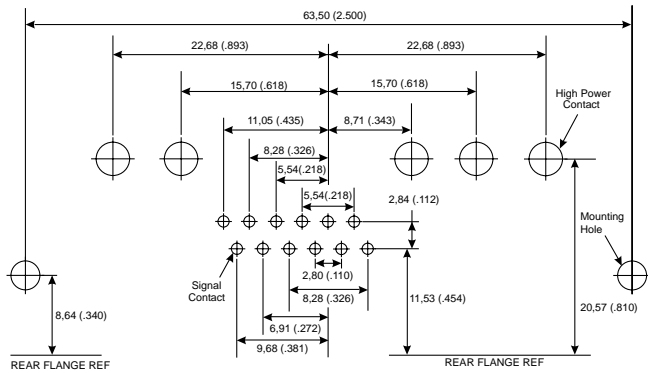 63,50 (2.500)
22,68 (.893)
22,68 (.893)
15,70 (.618)
15,70 (.618)
High Power
Contact
11,05 (.435)
8,71 (.343)
8,28 (.326)
5,54(.218)
5,54(.218)
2,84 (.112)
Mounting
Hole
Signal
Contact
2,80 (.110)
8,28 (.326)
11,53 (.454)
20,57 (.810)
8,64 (.340)
6,91 (.272)
9,68 (.381)
REAR FLANGE REF
REAR FLANGE REF